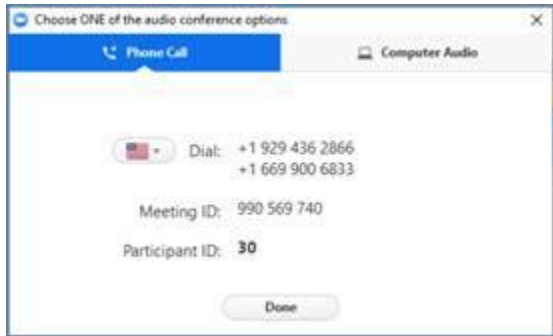 Choose ONE of the audio conference options
Phone Call
Computer Audio
Dial: +1 929 436 2866
+1 669 900 6833
Meeting ID: 990 569 740
Participant ID: 30
Done